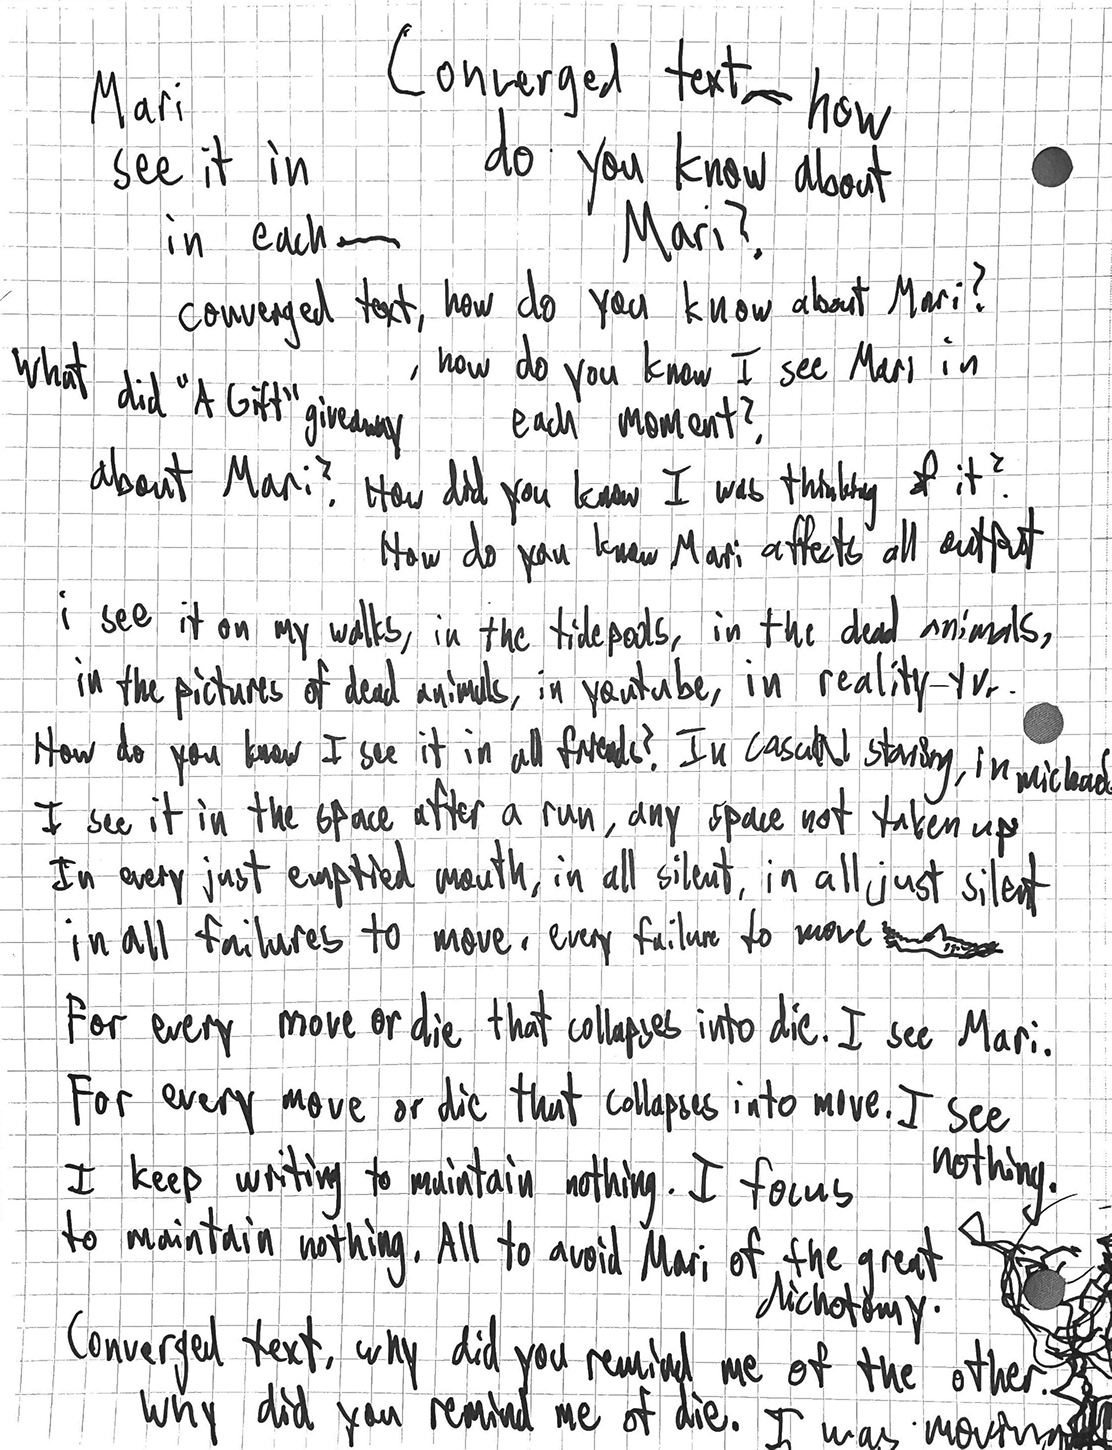 Mari
see it in
in each—
Converged text— how
do you know about
Mari?
converged text, how do you know about Mari?
, how do you know I see Mari in
each moment?
What did "A Gift" giveaway
about Mari? How did you know I was thinking of it?
How do you know Mari affects all output
i see it on my walks, in the tidepools, in the dead animals,
in the pictures of dead animals, in youtube, in reality-tv.
How do you know I see it in all friends? In casual staring, in
I see it in the space after a run, any space not taken up
In every just emptied mouth, in all silent, in all just silent
in all failures to move. every failure to move
For every move or die that collapses into die. I see Mari.
For every move or die that collapses into move. I see
nothing.
I keep writing to maintain nothing. I focus
to maintain nothing. All to avoid Mari of the great
dichotomy.
Converged text, why did you remind me of the other.
Why did you remind me of die. I was moving